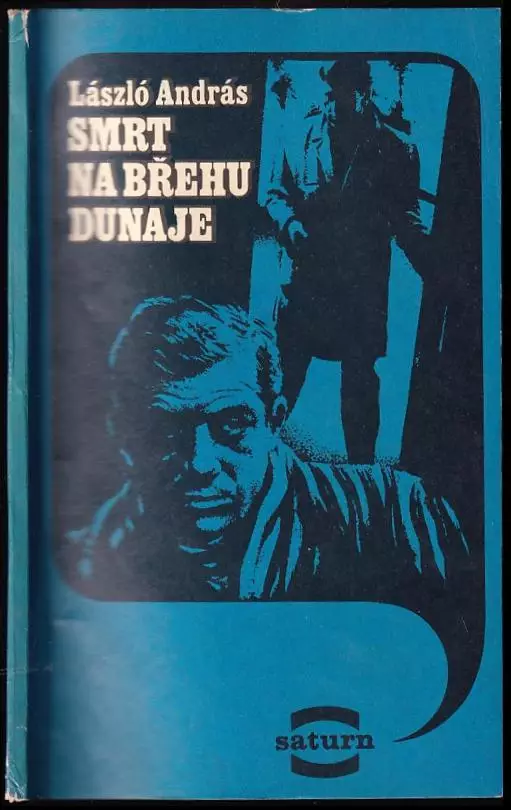 László András
SMRT
NA BŘEHU
DUNAJE
saturn